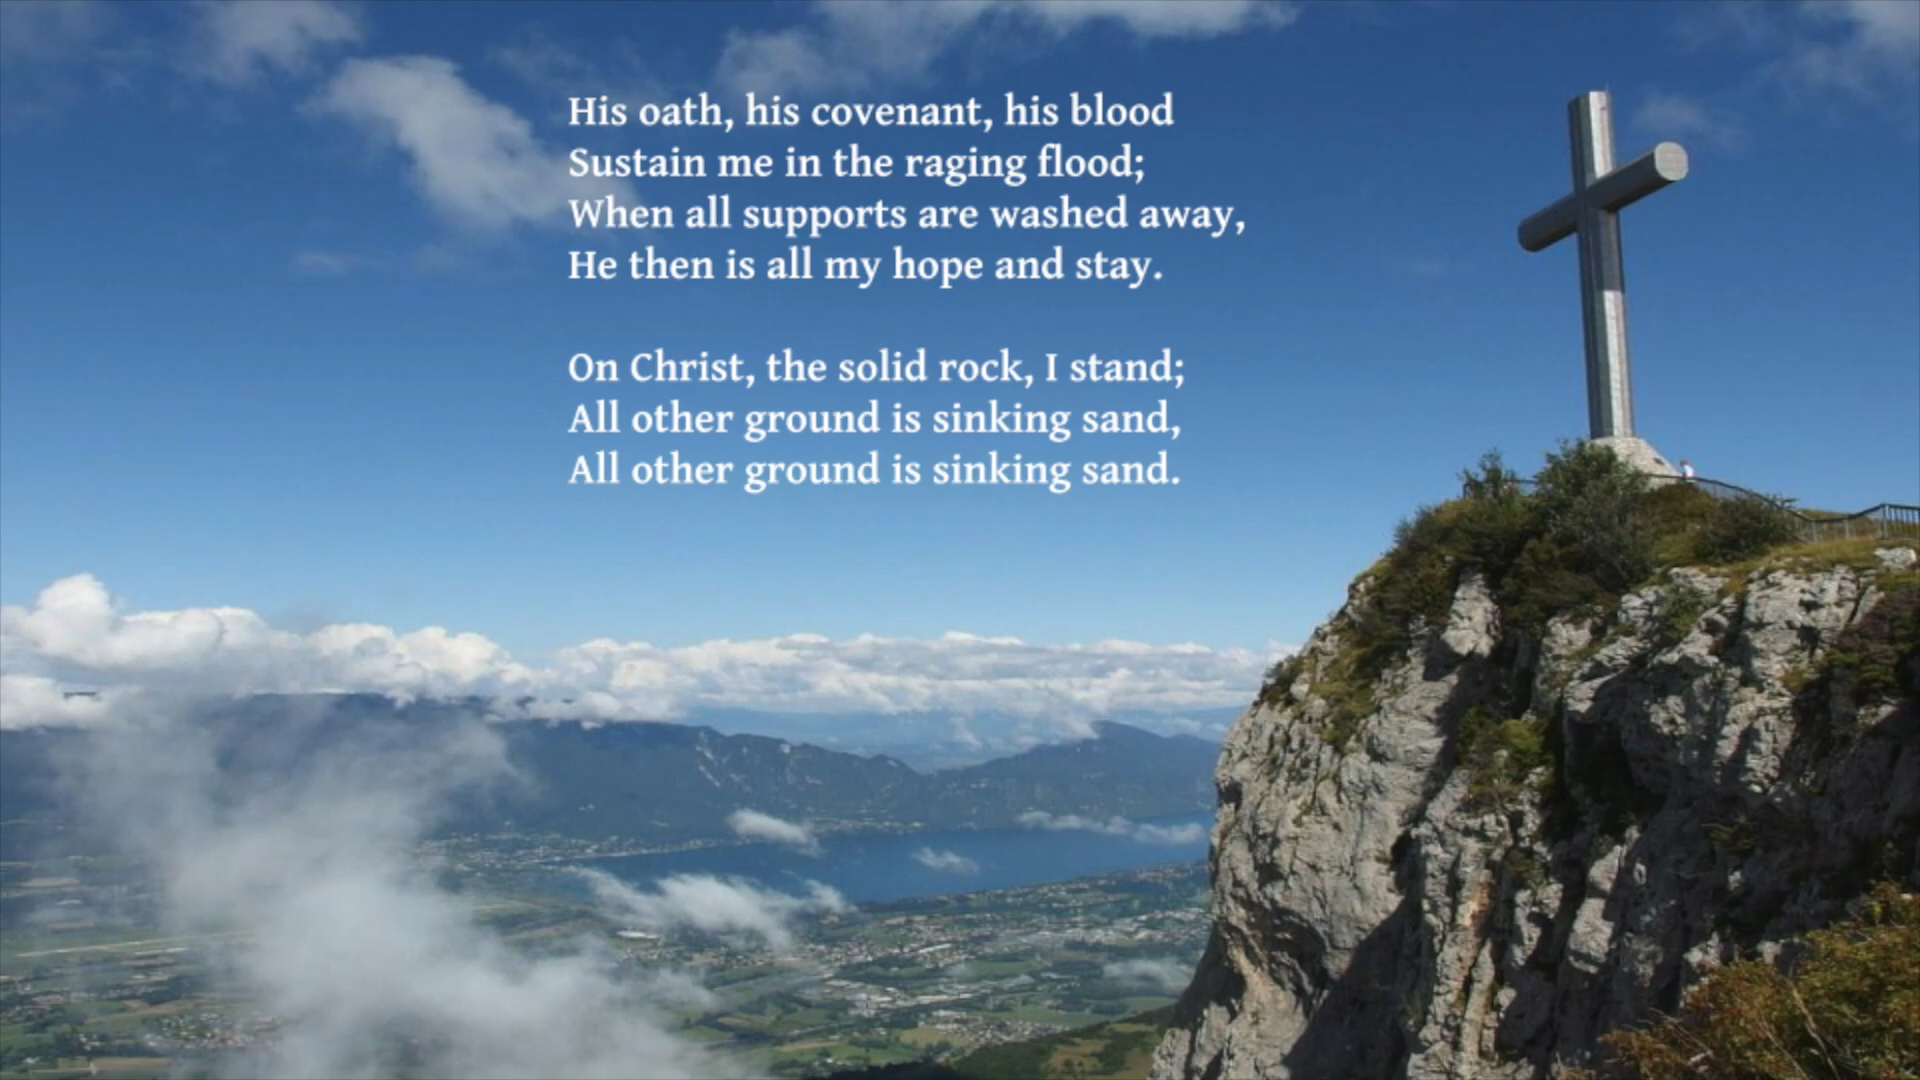 His oath, his covenant, his blood
Sustain me in the raging flood;
When all supports are washed away,
He then is all my hope and stay.
On Christ, the solid rock, I stand;
All other ground is sinking sand,
All other ground is sinking sand.